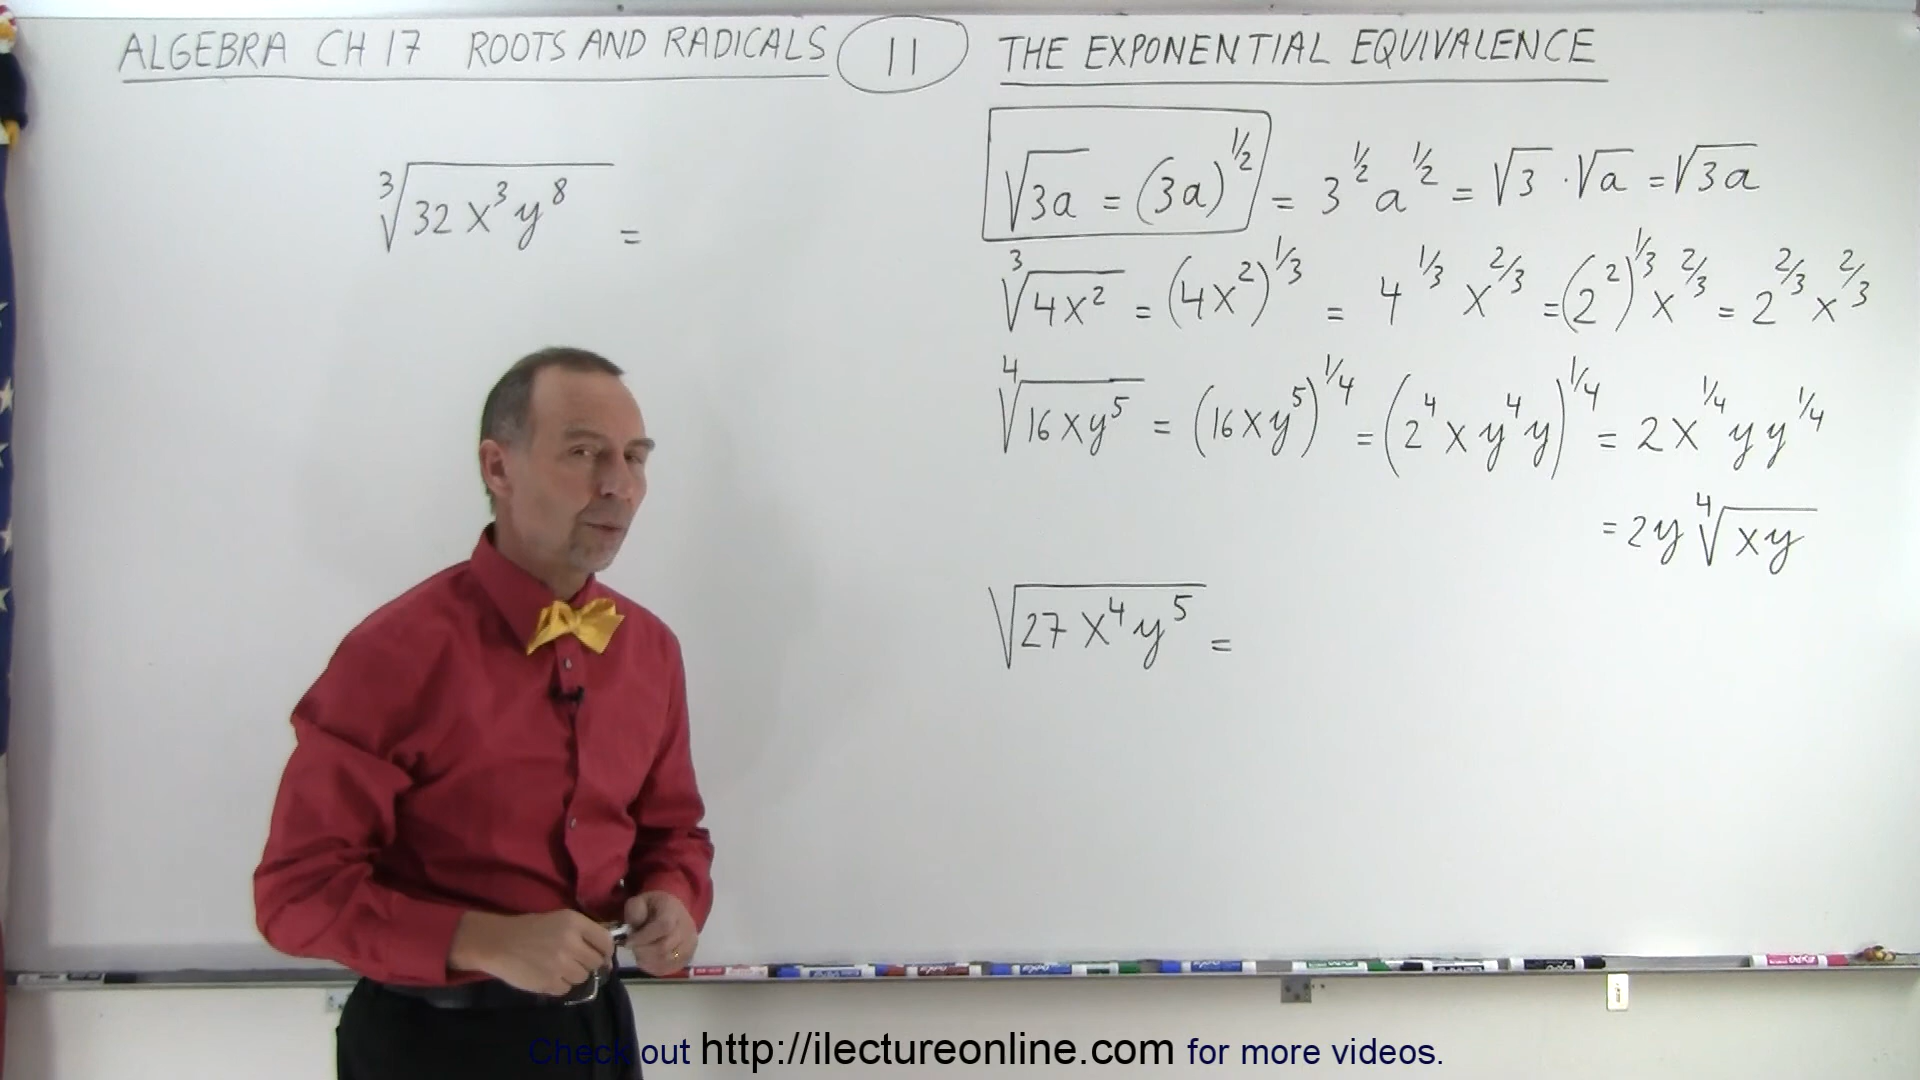 ALGEBRA CH 17 ROOTS AND RADICALS 11 THE EXPONENTIAL EQUIVALENCE
∛(32x³y⁸) =
√(3a) = (3a)^1/2 = 3^1/2 a^1/2 = √3 · √a = √(3a)
∛(4x²) = (4x²)^1/3 = 4^1/3 x^2/3 = (2²)^1/3 x^2/3 = 2^2/3 x^2/3
∜(16xy⁵) = (16xy⁵)^1/4 = (2⁴xy⁴y)^1/4 = 2x^1/4 y y^1/4
= 2y ∜(xy)
√(27x⁴y⁵) =
Check out http://ilectureonline.com for more videos.